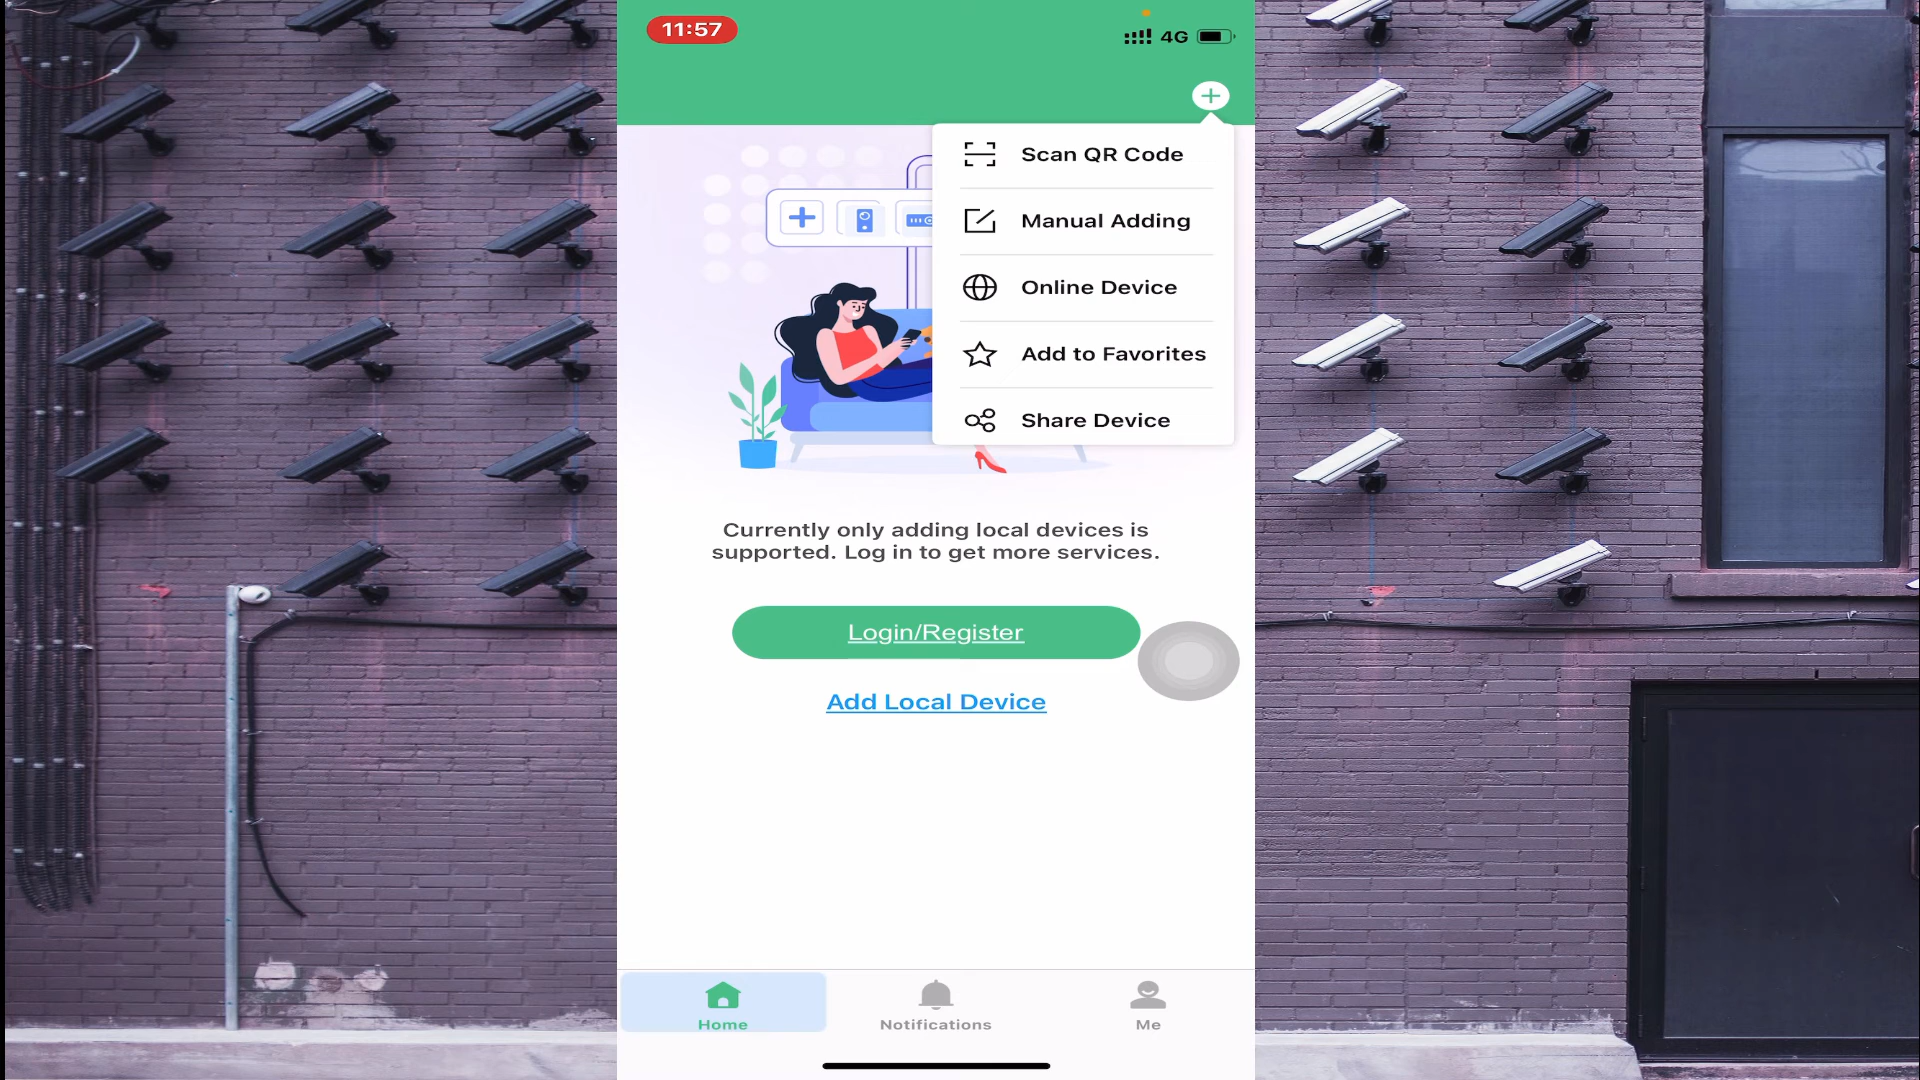 11:57
4G
Scan QR Code
Manual Adding
Online Device
Add to Favorites
Share Device
Currently only adding local devices is
supported. Log in to get more services.
Login/Register
Add Local Device
Home
Notifications
Me